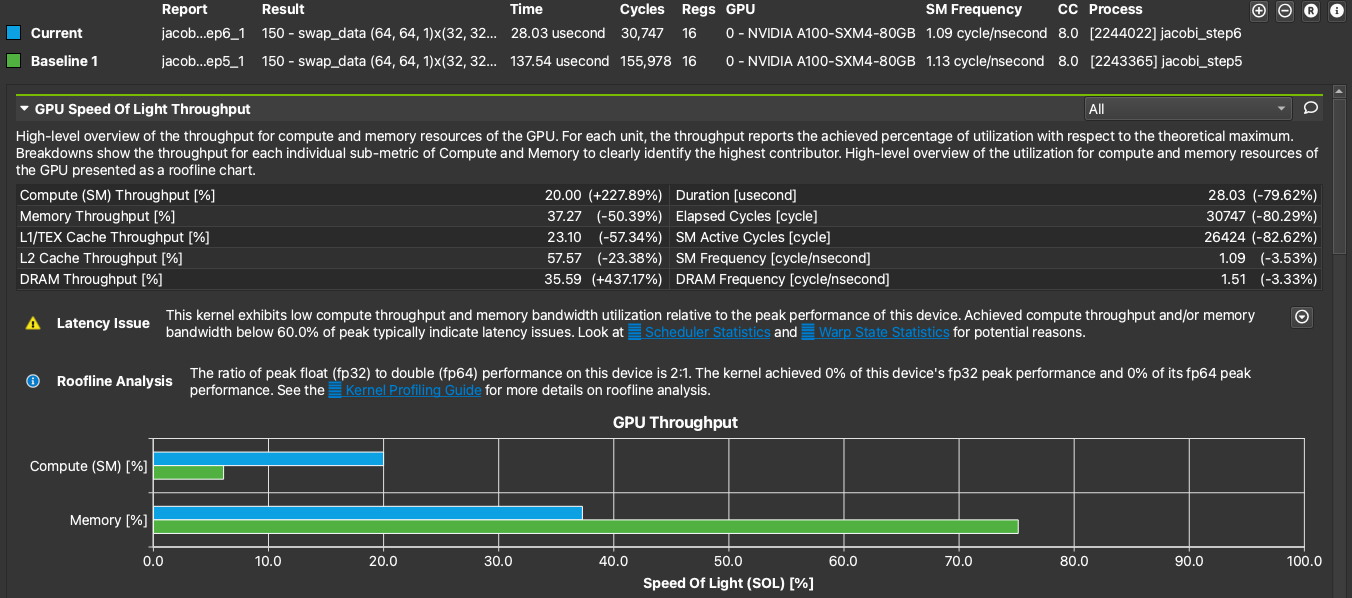 Report Result Time Cycles Regs GPU SM Frequency CC Process
Current jacob...ep6_1 150 - swap_data (64, 64, 1)x(32, 32... 28.03 usecond 30,747 16 0 - NVIDIA A100-SXM4-80GB 1.09 cycle/nsecond 8.0 [2244022] jacobi_step6
Baseline 1 jacob...ep5_1 150 - swap_data (64, 64, 1)x(32, 32... 137.54 usecond 155,978 16 0 - NVIDIA A100-SXM4-80GB 1.13 cycle/nsecond 8.0 [2243365] jacobi_step5
GPU Speed Of Light Throughput All
High-level overview of the throughput for compute and memory resources of the GPU. For each unit, the throughput reports the achieved percentage of utilization with respect to the theoretical maximum.
Breakdowns show the throughput for each individual sub-metric of Compute and Memory to clearly identify the highest contributor. High-level overview of the utilization for compute and memory resources of
the GPU presented as a roofline chart.
Compute (SM) Throughput [%] 20.00 (+227.89%) Duration [usecond] 28.03 (-79.62%)
Memory Throughput [%] 37.27 (-50.39%) Elapsed Cycles [cycle] 30747 (-80.29%)
L1/TEX Cache Throughput [%] 23.10 (-57.34%) SM Active Cycles [cycle] 26424 (-82.62%)
L2 Cache Throughput [%] 57.57 (-23.38%) SM Frequency [cycle/nsecond] 1.09 (-3.53%)
DRAM Throughput [%] 35.59 (+437.17%) DRAM Frequency [cycle/nsecond] 1.51 (-3.33%)
Latency Issue This kernel exhibits low compute throughput and memory bandwidth utilization relative to the peak performance of this device. Achieved compute throughput and/or memory
bandwidth below 60.0% of peak typically indicate latency issues. Look at Scheduler Statistics and Warp State Statistics for potential reasons.
Roofline Analysis The ratio of peak float (fp32) to double (fp64) performance on this device is 2:1. The kernel achieved 0% of this device's fp32 peak performance and 0% of its fp64 peak
performance. See the Kernel Profiling Guide for more details on roofline analysis.
GPU Throughput
Compute (SM) [%]
Memory [%]
0.0 10.0 20.0 30.0 40.0 50.0 60.0 70.0 80.0 90.0 100.0
Speed Of Light (SOL) [%]